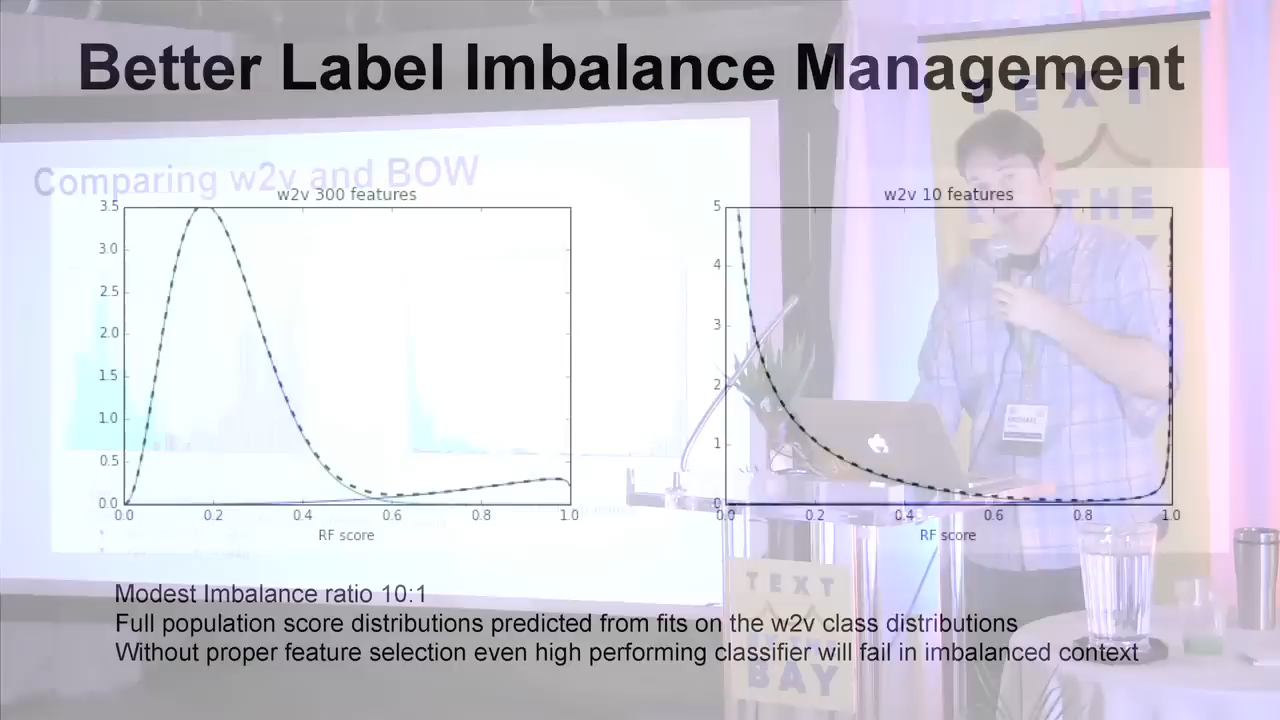 Better Label Imbalance Management
Comparing w2v and BOW
w2v 300 features
3.5
3.0
2.5
2.0
1.5
1.0
0.5
0.0
0.0 0.2 0.4 0.6 0.8 1.0
RF score
w2v 10 features
5
4
3
2
1
0
0.0 0.2 0.4 0.6 0.8 1.0
RF score
Modest Imbalance ratio 10:1
Full population score distributions predicted from fits on the w2v class distributions
Without proper feature selection even high performing classifier will fail in imbalanced context
TEXT
THE
TEXT
BY THE
BAY